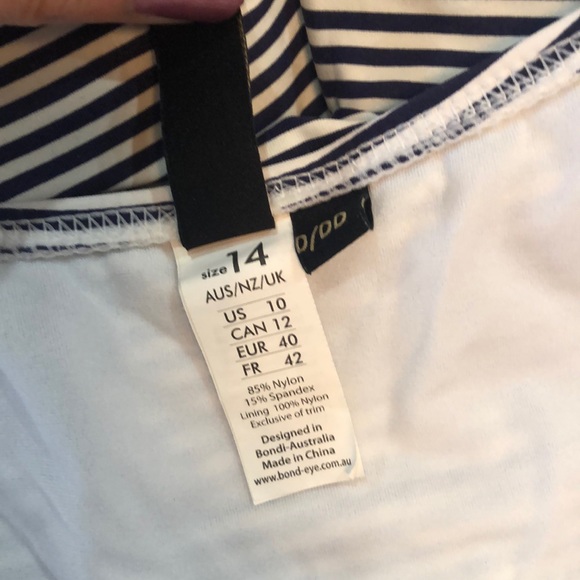 D/DD
size 14
AUS/NZ/UK
US 10
CAN 12
EUR 40
FR 42
85% Nylon
15% Spandex
Lining 100% Nylon
Exclusive of trim
Designed in
Bondi-Australia
Made in China
www.bond-eye.com.au